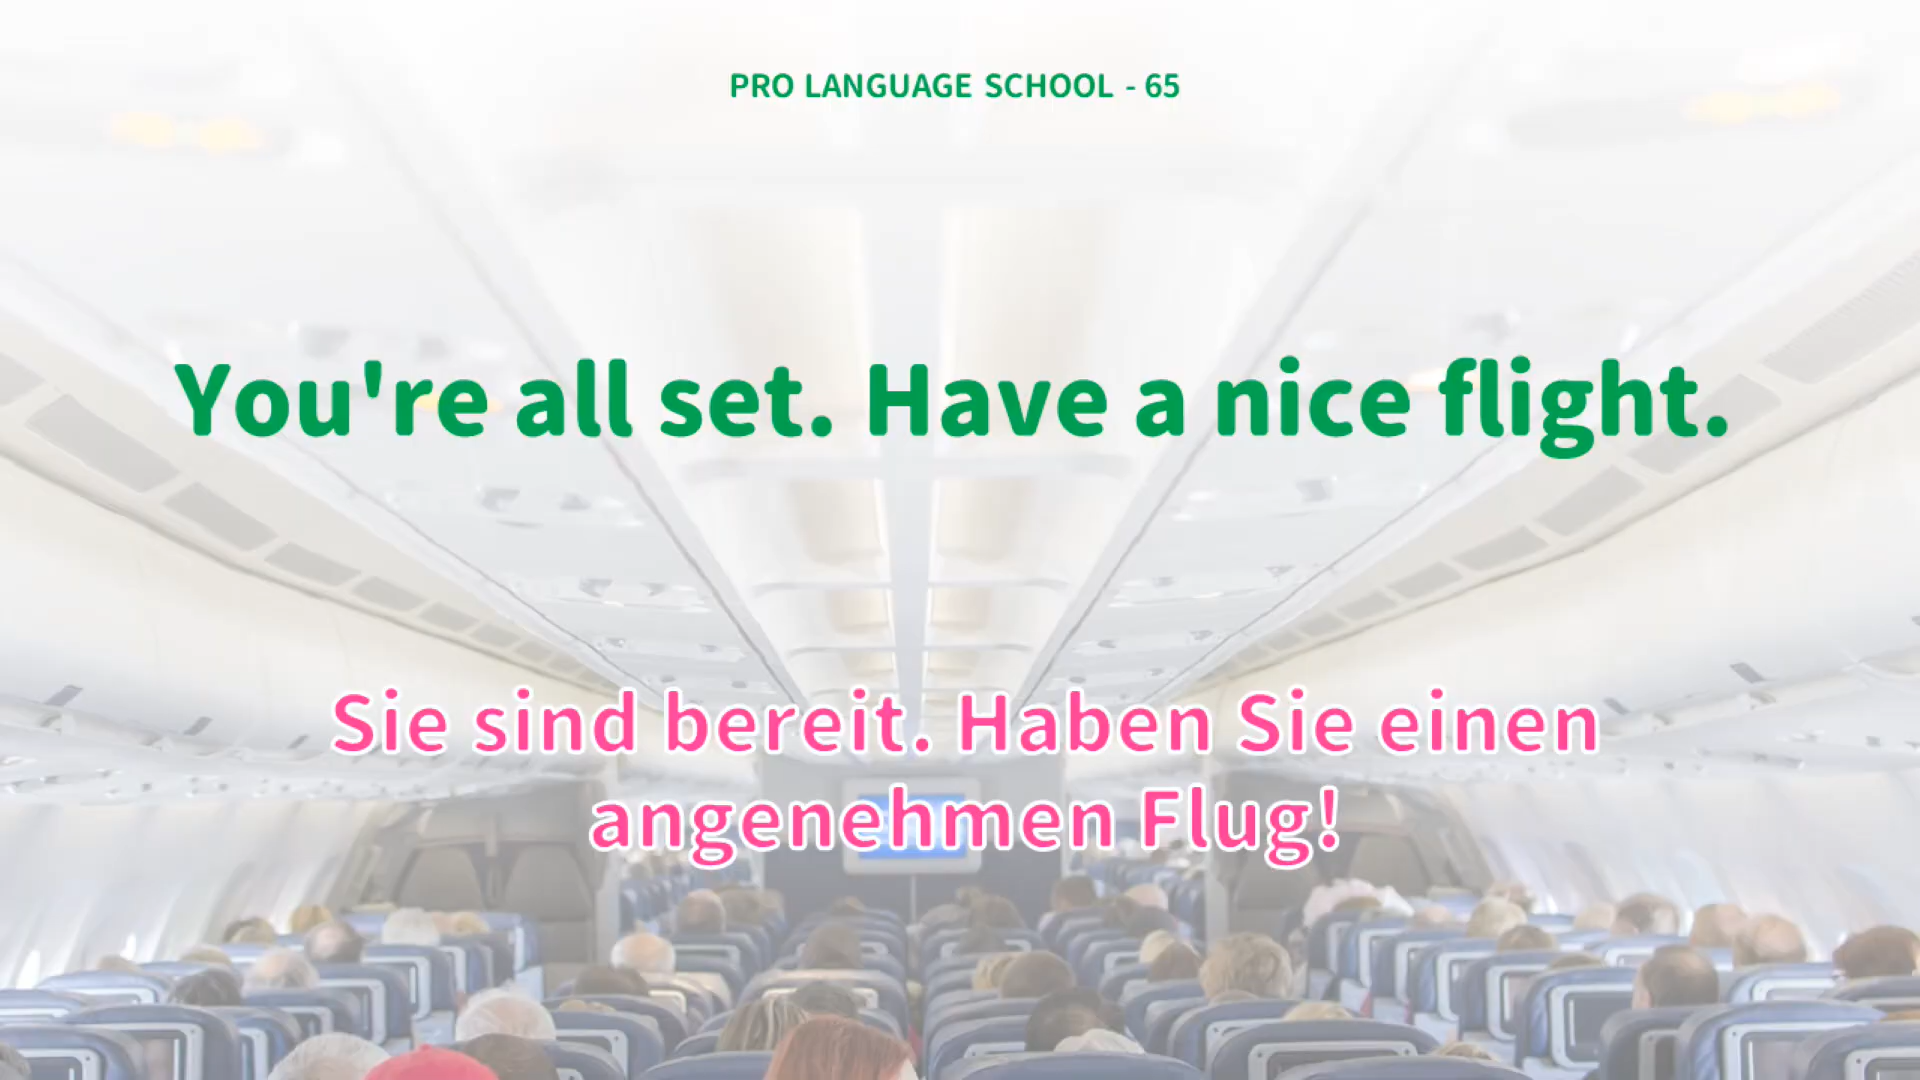 PRO LANGUAGE SCHOOL - 65
You're all set. Have a nice flight.
Sie sind bereit. Haben Sie einen
angenehmen Flug!